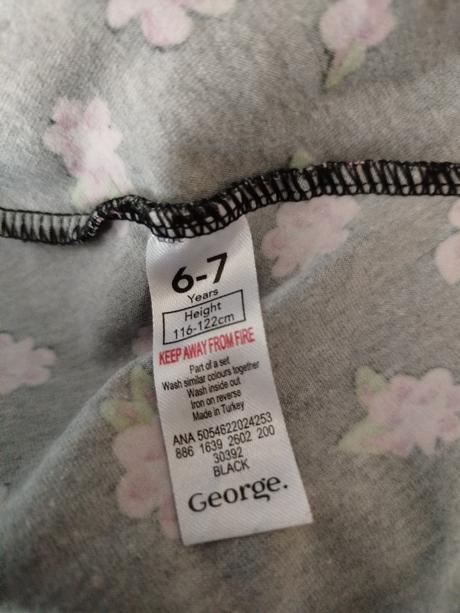 6-7
Years
Height
116-122cm
KEEP AWAY FROM FIRE
Part of a set
Wash similar colours together
Wash inside out
Iron on reverse
Made in Turkey
ANA 5054622024253
886 1639 2602 200
30392
BLACK
George.